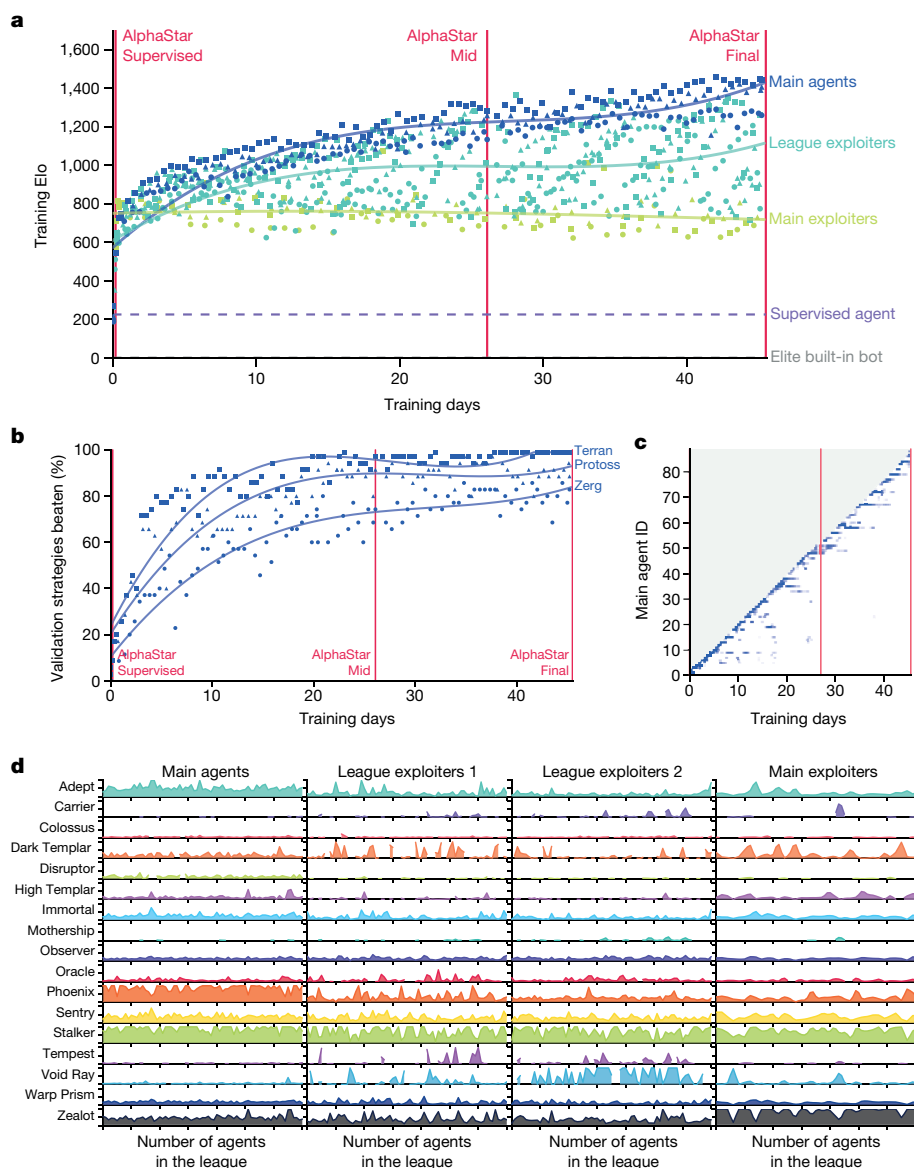 a
AlphaStar
Supervised
AlphaStar
Mid
AlphaStar
Final
1,600
1,400
1,200
1,000
800
600
400
200
0
Training Elo
Main agents
League exploiters
Main exploiters
Supervised agent
Elite built-in bot
0
10
20
30
40
Training days
b
100
80
60
40
20
0
Validation strategies beaten (%)
Terran
Protoss
Zerg
AlphaStar
Supervised
AlphaStar
Mid
AlphaStar
Final
0
20
40
Training days
c
80
70
60
50
40
30
20
10
0
Main agent ID
0
10
20
30
40
Training days
d
Main agents
League exploiters 1
League exploiters 2
Main exploiters
Adept
Carrier
Colossus
Dark Templar
Disruptor
High Templar
Immortal
Mothership
Observer
Oracle
Phoenix
Sentry
Stalker
Tempest
Void Ray
Warp Prism
Zealot
Number of agents
in the league
Number of agents
in the league
Number of agents
in the league
Number of agents
in the league